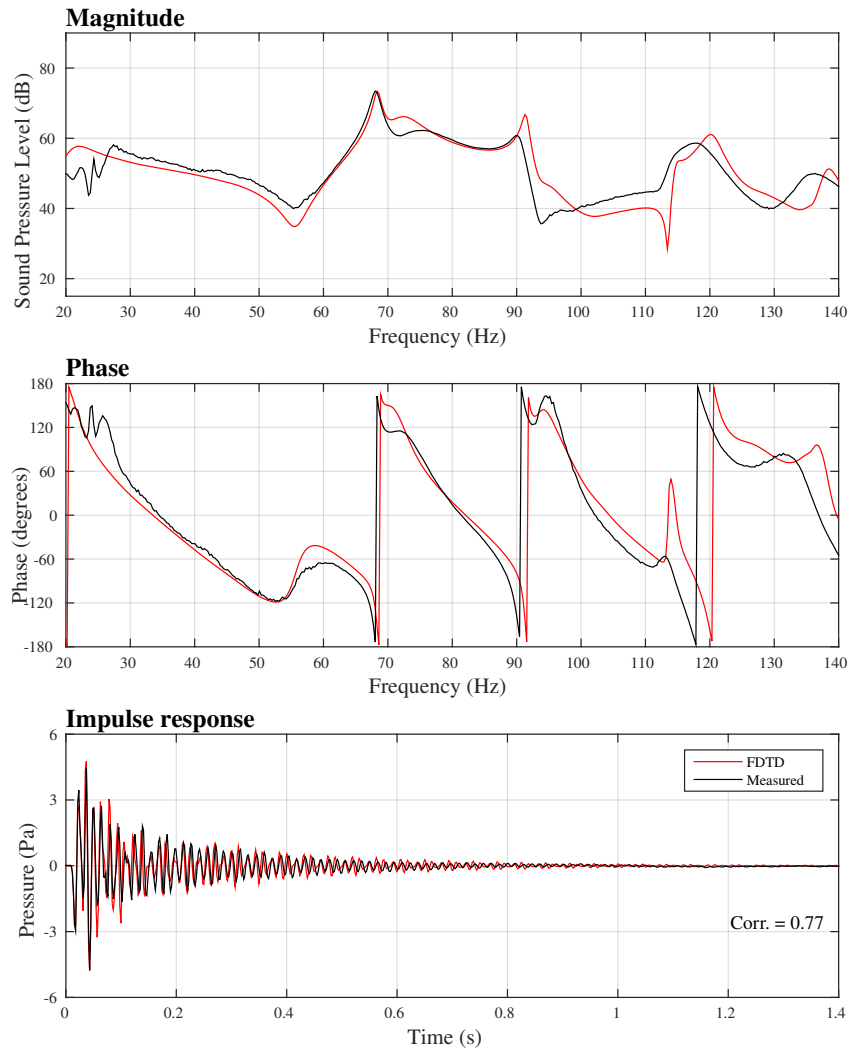 Magnitude
Sound Pressure Level (dB)
80
60
40
20
20 30 40 50 60 70 80 90 100 110 120 130 140
Frequency (Hz)
Phase
Phase (degrees)
180
120
60
0
-60
-120
-180
20 30 40 50 60 70 80 90 100 110 120 130 140
Frequency (Hz)
Impulse response
Pressure (Pa)
6
3
0
-3
-6
FDTD
Measured
Corr. = 0.77
0 0.2 0.4 0.6 0.8 1 1.2 1.4
Time (s)